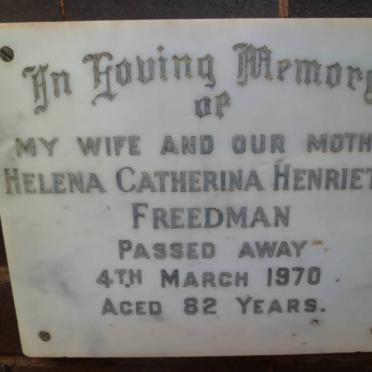 In Loving Memory
of
MY WIFE AND OUR MOTH
HELENA CATHERINA HENRIET
FREEDMAN
PASSED AWAY
4TH MARCH 1970
AGED 82 YEARS.